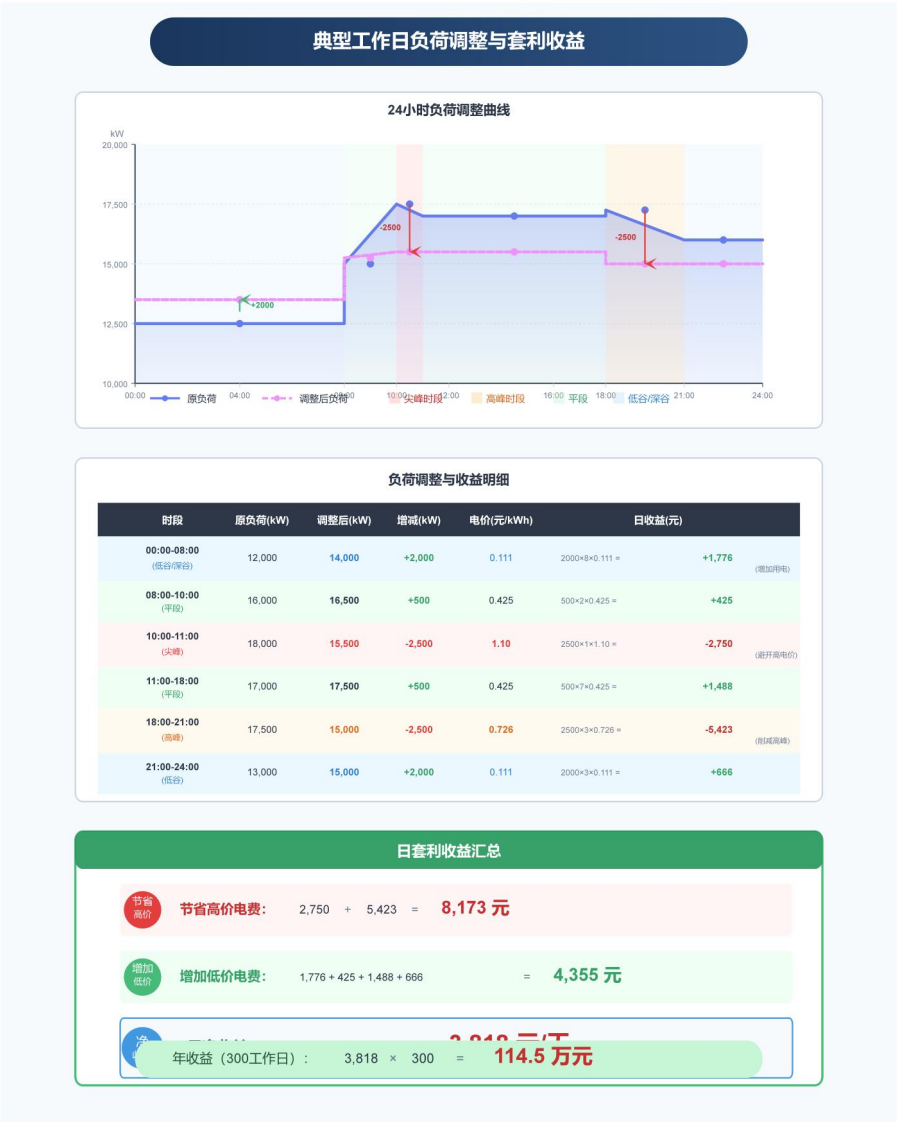 典型工作日负荷调整与套利收益
24小时负荷调整曲线
kW
20,000
17,500
15,000
12,500
10,000
-2500
-2500
+2000
00:00 04:00 10:00 12:00 16:00 18:00 21:00 24:00
原负荷 调整后负荷 尖峰时段 高峰时段 平段 低谷/深谷
负荷调整与收益明细
时段 原负荷(kW) 调整后(kW) 增减(kW) 电价(元/kWh) 日收益(元)
00:00-08:00 12,000 14,000 +2,000 0.111 2000×8×0.111 = +1,776
(低谷/深谷) (增加用电)
08:00-10:00 16,000 16,500 +500 0.425 500×2×0.425 = +425
(平段)
10:00-11:00 18,000 15,500 -2,500 1.10 2500×1×1.10 = -2,750
(尖峰) (避开高电价)
11:00-18:00 17,000 17,500 +500 0.425 500×7×0.425 = +1,488
(平段)
18:00-21:00 17,500 15,000 -2,500 0.726 2500×3×0.726 = -5,423
(高峰) (削减高峰)
21:00-24:00 13,000 15,000 +2,000 0.111 2000×3×0.111 = +666
(低谷)
日套利收益汇总
节省
高价
节省高价电费： 2,750 + 5,423 = 8,173 元
增加
低价
增加低价电费： 1,776 + 425 + 1,488 + 666 = 4,355 元
净
年收益（300工作日）： 3,818 × 300 = 114.5 万元